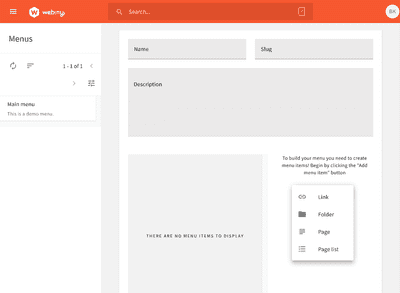 webiny
Search...
/
BK
Menus
1 - 1 of 1
Main menu
This is a demo menu.
Name
Slug
Description
THERE ARE NO MENU ITEMS TO DISPLAY
To build your menu you need to create
menu items! Begin by clicking the "Add
menu item" button
Link
Folder
Page
Page list